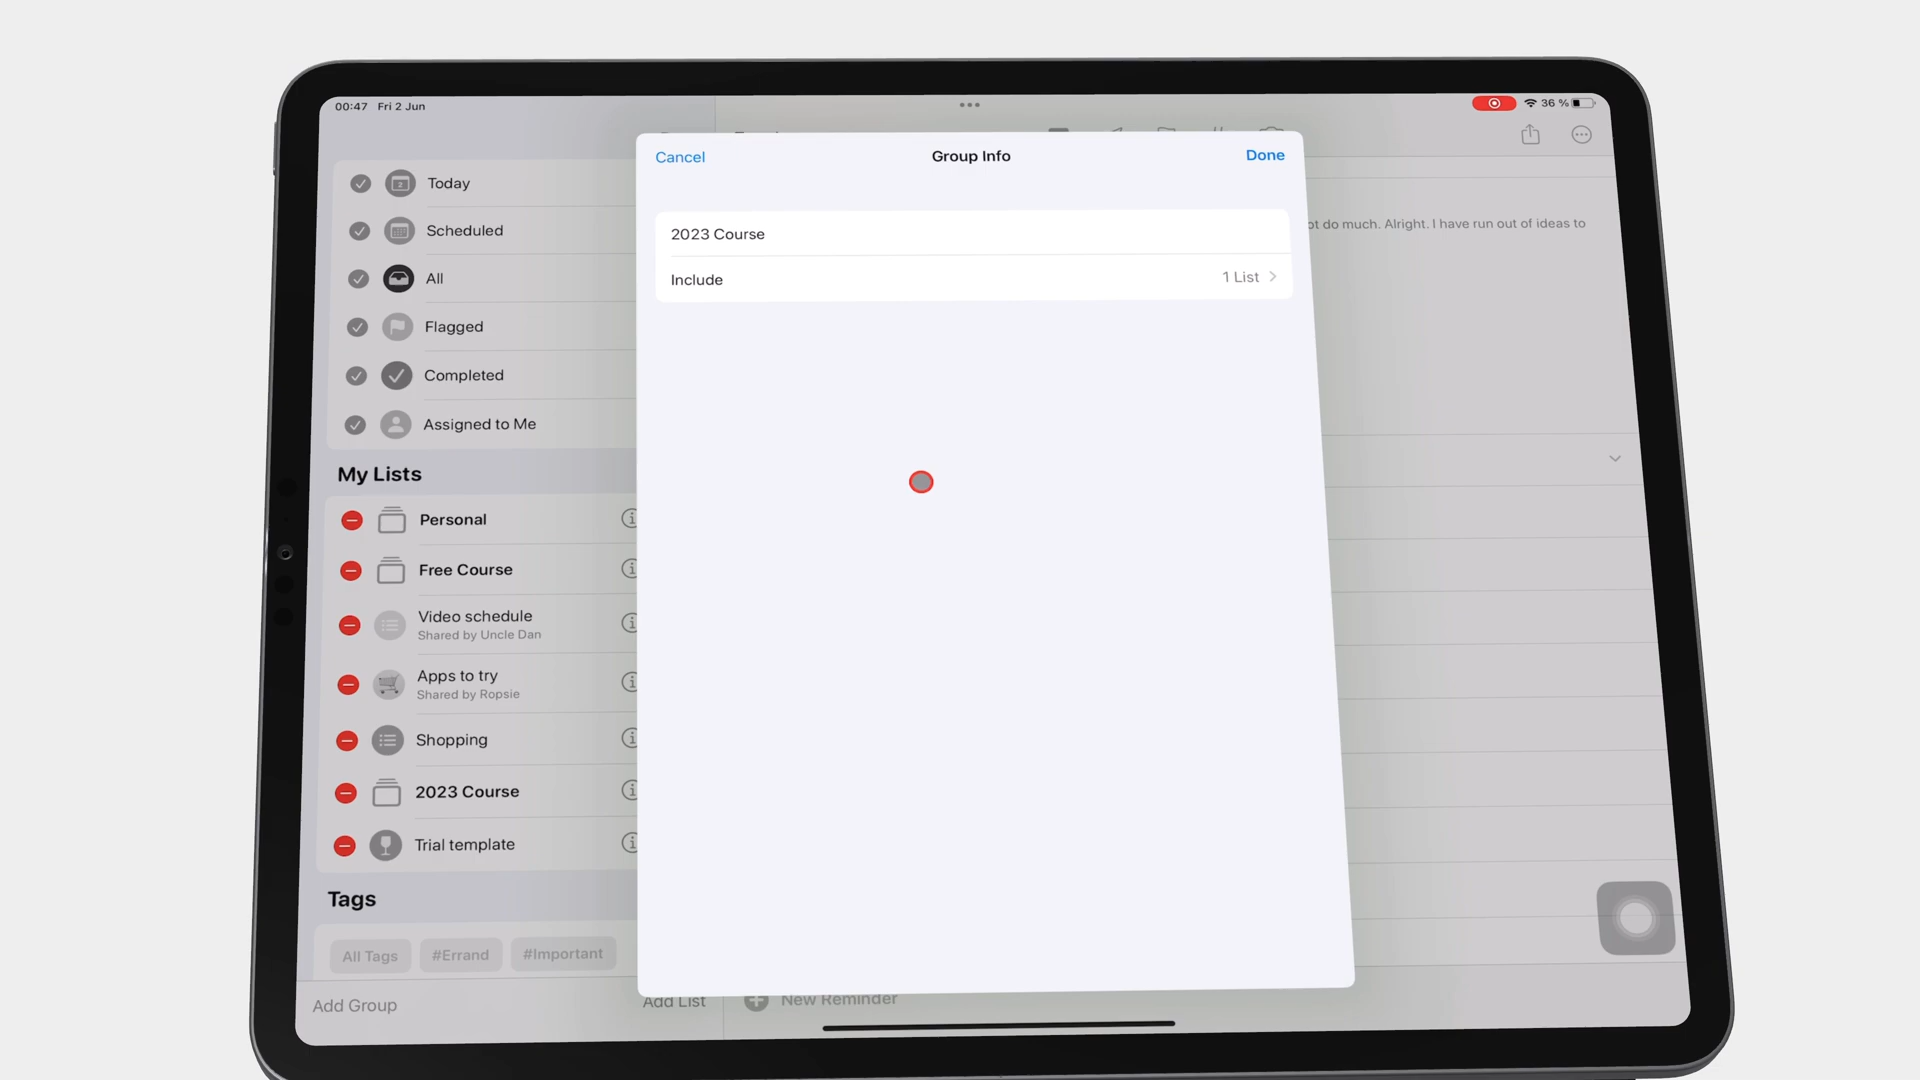 00:47 Fri 2 Jun
36 %
Cancel
Group Info
Done
2023 Course
Include
1 List
ot do much. Alright. I have run out of ideas to
2
Today
Scheduled
All
Flagged
Completed
Assigned to Me
My Lists
Personal
Free Course
Video schedule
Shared by Uncle Dan
Apps to try
Shared by Ropsie
Shopping
2023 Course
Trial template
Tags
All Tags
#Errand
#Important
Add Group
Add List
New Reminder